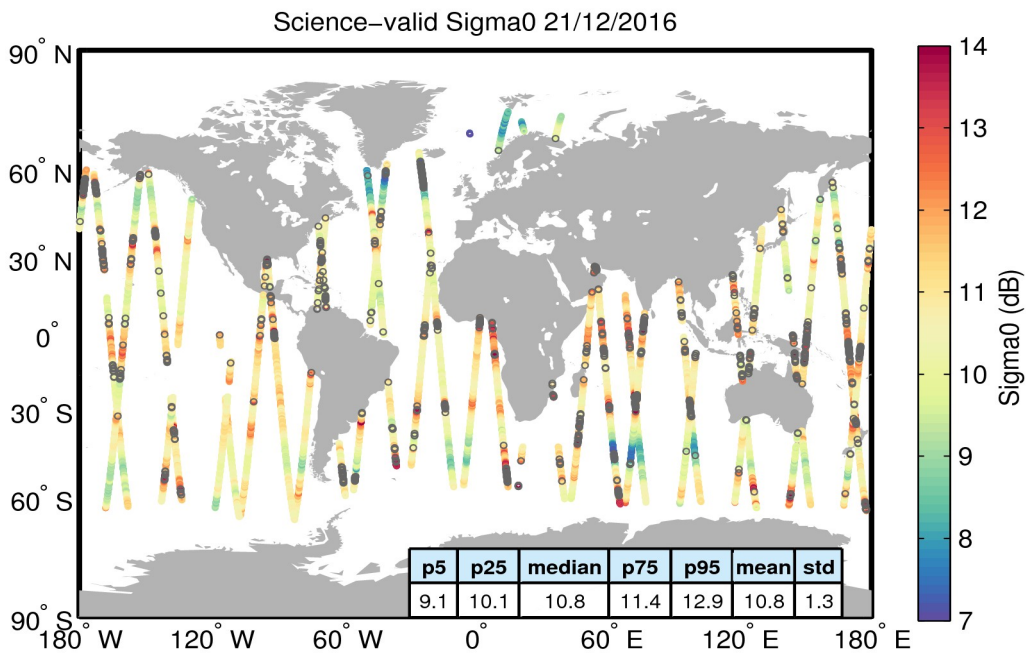 Science−valid Sigma0 21/12/2016
90° N
60° N
30° N
0°
30° S
60° S
90° S
180° W
120° W
60° W
0°
60° E
120° E
180° E
p5 p25 median p75 p95 mean std
9.1 10.1 10.8 11.4 12.9 10.8 1.3
14
13
12
11
10
9
8
7
Sigma0 (dB)